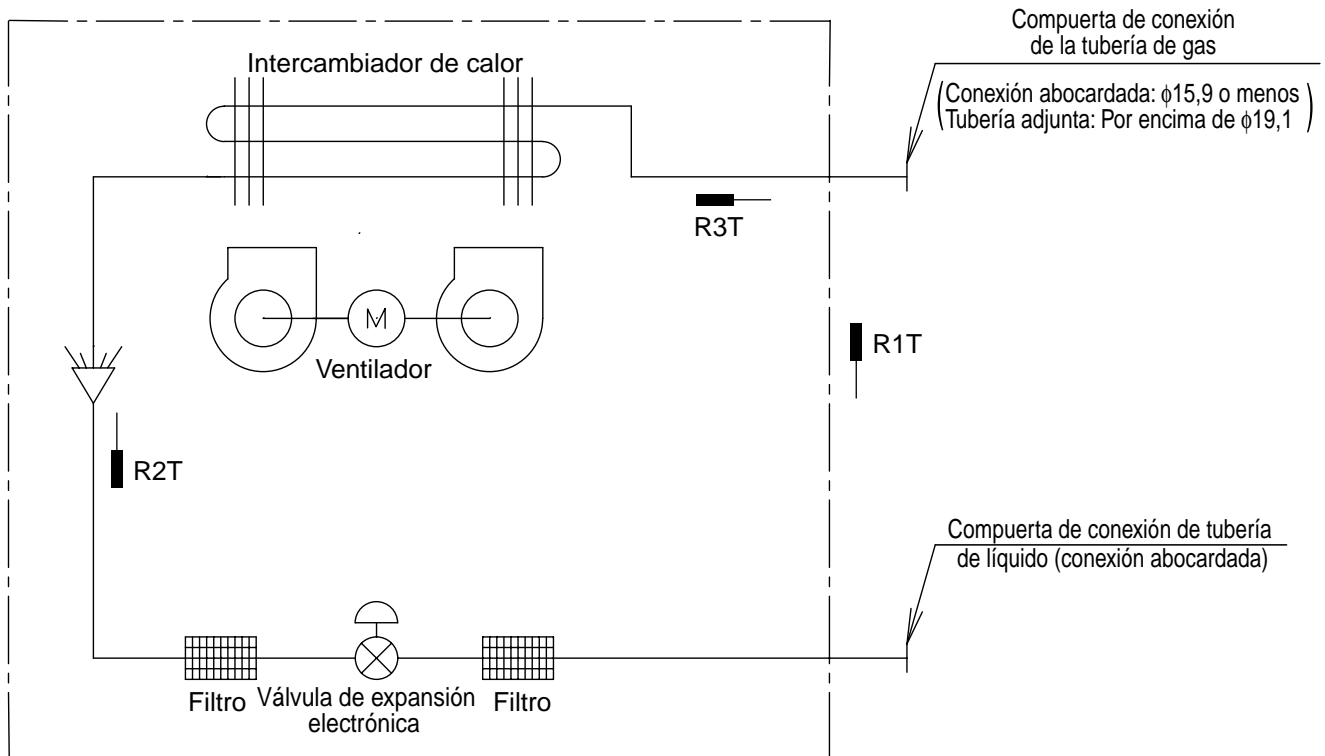 Compuerta de conexión
de la tubería de gas
(Conexión abocardada: ϕ15,9 o menos
Tubería adjunta: Por encima de ϕ19,1)
Intercambiador de calor
R3T
M
Ventilador
R1T
R2T
Compuerta de conexión de tubería
de líquido (conexión abocardada)
Filtro
Válvula de expansión
electrónica
Filtro